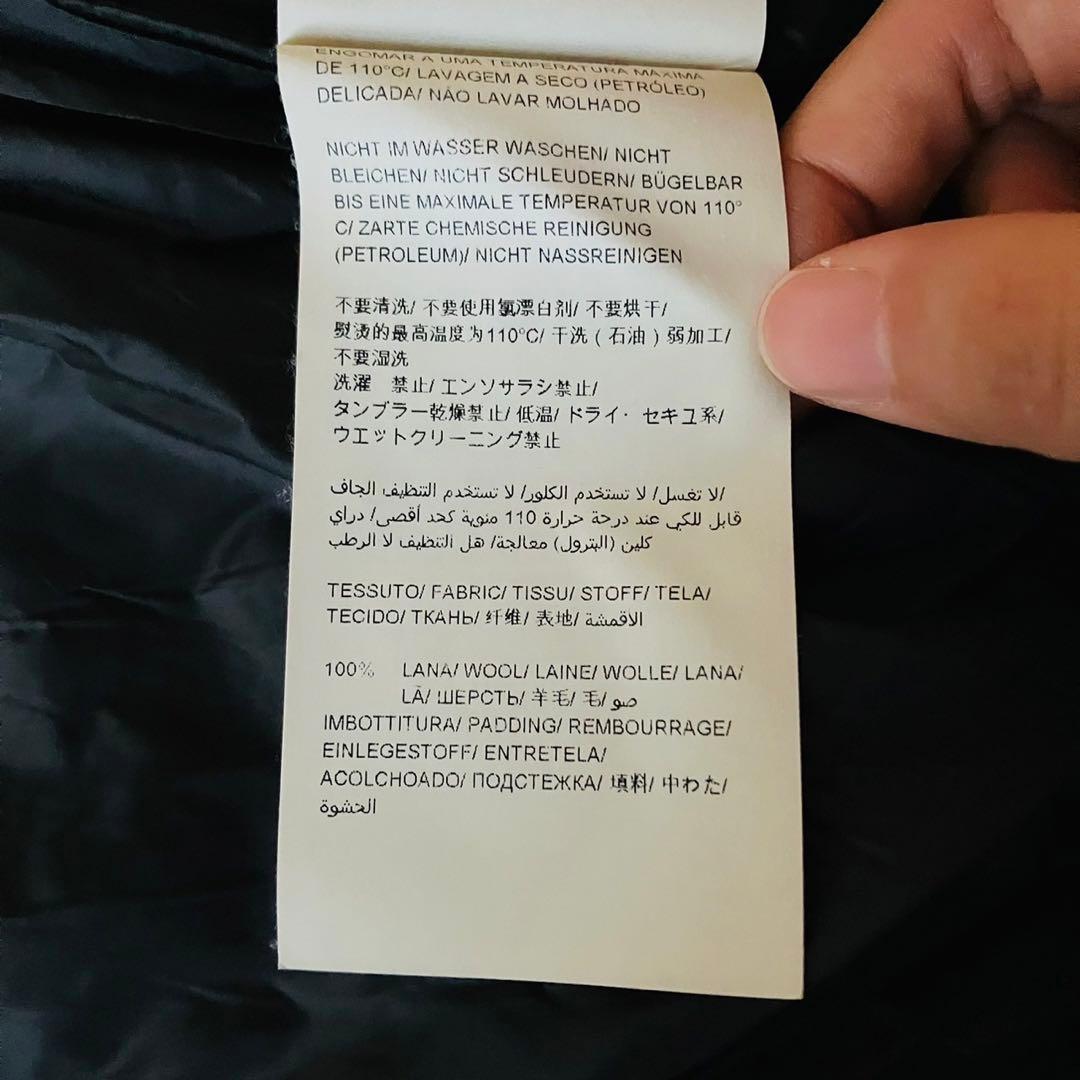 ENGOMAR A UMA TEMPERATURA MÁXIMA
DE 110°C/ LAVAGEM A SECO (PETRÓLEO)
DELICADA/ NÃO LAVAR MOLHADO
NICHT IM WASSER WASCHEN/ NICHT
BLEICHEN/ NICHT SCHLEUDERN/ BÜGELBAR
BIS EINE MAXIMALE TEMPERATUR VON 110°
C/ ZARTE CHEMISCHE REINIGUNG
(PETROLEUM)/ NICHT NASSREINIGEN
不要清洗/ 不要使用氯漂白剂/ 不要烘干/
熨烫的最高温度为110°C/ 干洗（石油）弱加工/
不要湿洗
洗濯　禁止/ エンソサラシ禁止/
タンブラー乾燥禁止/ 低温/ ドライ・セキユ系/
ウエットクリーニング禁止
لا تغسل/ لا تستخدم الكلور/ لا تستخدم التنظيف الجاف/
قابل للكي عند درجة حرارة 110 مئوية كحد أقصى/ دراي
كلين (البترول) معالجة/ هل التنظيف لا الرطب
TESSUTO/ FABRIC/ TISSU/ STOFF/ TELA/
TECIDO/ ТКАНЬ/ 纤维/ 表地/ الاقمشة
100% LANA/ WOOL/ LAINE/ WOLLE/ LANA/
LÃ/ ШЕРСТЬ/ 羊毛/ 毛/ صو
IMBOTTITURA/ PADDING/ REMBOURRAGE/
EINLEGESTOFF/ ENTRETELA/
ACOLCHOADO/ ПОДСТЕЖКА/ 填料/ 中わた/
الحشوة